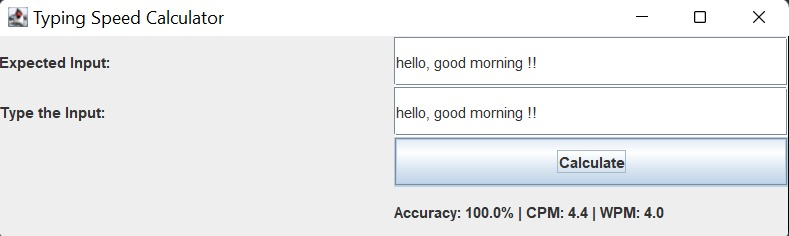 Typing Speed Calculator
Expected Input: hello, good morning !!
Type the Input: hello, good morning !!
Calculate
Accuracy: 100.0% | CPM: 4.4 | WPM: 4.0